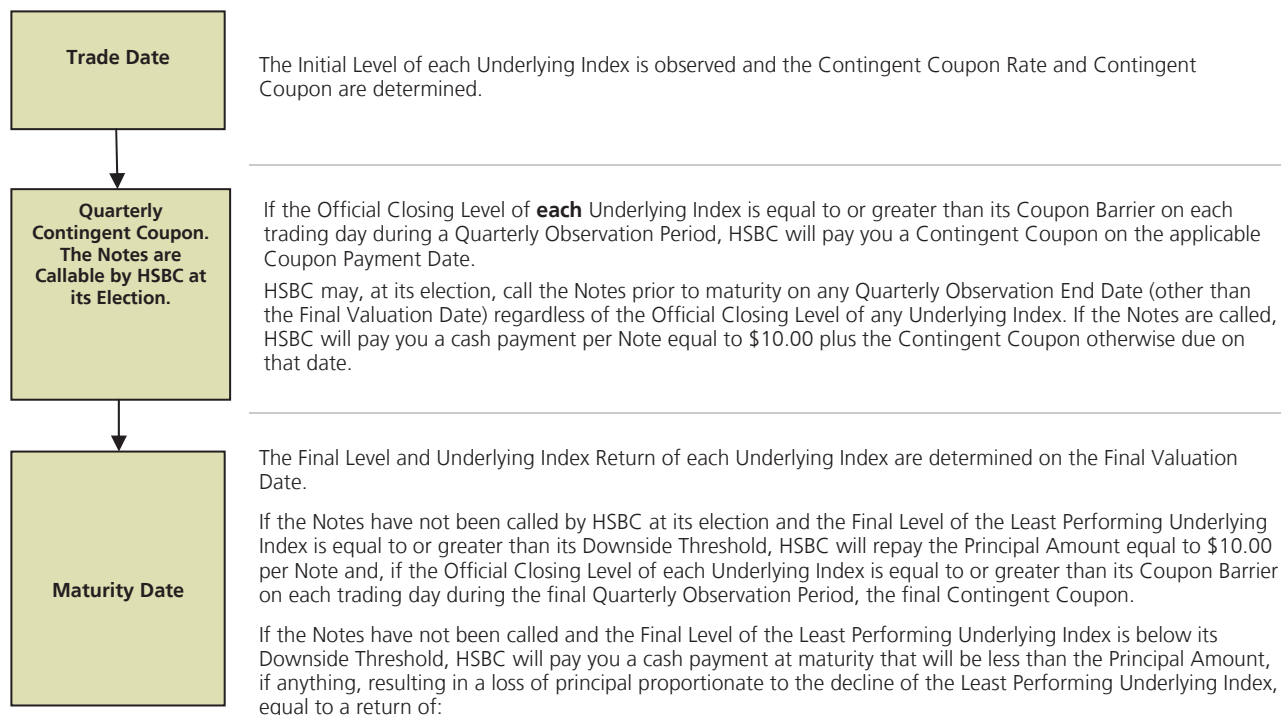 Trade Date
The Initial Level of each Underlying Index is observed and the Contingent Coupon Rate and Contingent
Coupon are determined.
Quarterly
Contingent Coupon.
The Notes are
Callable by HSBC at
its Election.
If the Official Closing Level of each Underlying Index is equal to or greater than its Coupon Barrier on each
trading day during a Quarterly Observation Period, HSBC will pay you a Contingent Coupon on the applicable
Coupon Payment Date.
HSBC may, at its election, call the Notes prior to maturity on any Quarterly Observation End Date (other than
the Final Valuation Date) regardless of the Official Closing Level of any Underlying Index. If the Notes are called,
HSBC will pay you a cash payment per Note equal to $10.00 plus the Contingent Coupon otherwise due on
that date.
Maturity Date
The Final Level and Underlying Index Return of each Underlying Index are determined on the Final Valuation
Date.
If the Notes have not been called by HSBC at its election and the Final Level of the Least Performing Underlying
Index is equal to or greater than its Downside Threshold, HSBC will repay the Principal Amount equal to $10.00
per Note and, if the Official Closing Level of each Underlying Index is equal to or greater than its Coupon Barrier
on each trading day during the final Quarterly Observation Period, the final Contingent Coupon.
If the Notes have not been called and the Final Level of the Least Performing Underlying Index is below its
Downside Threshold, HSBC will pay you a cash payment at maturity that will be less than the Principal Amount,
if anything, resulting in a loss of principal proportionate to the decline of the Least Performing Underlying Index,
equal to a return of: